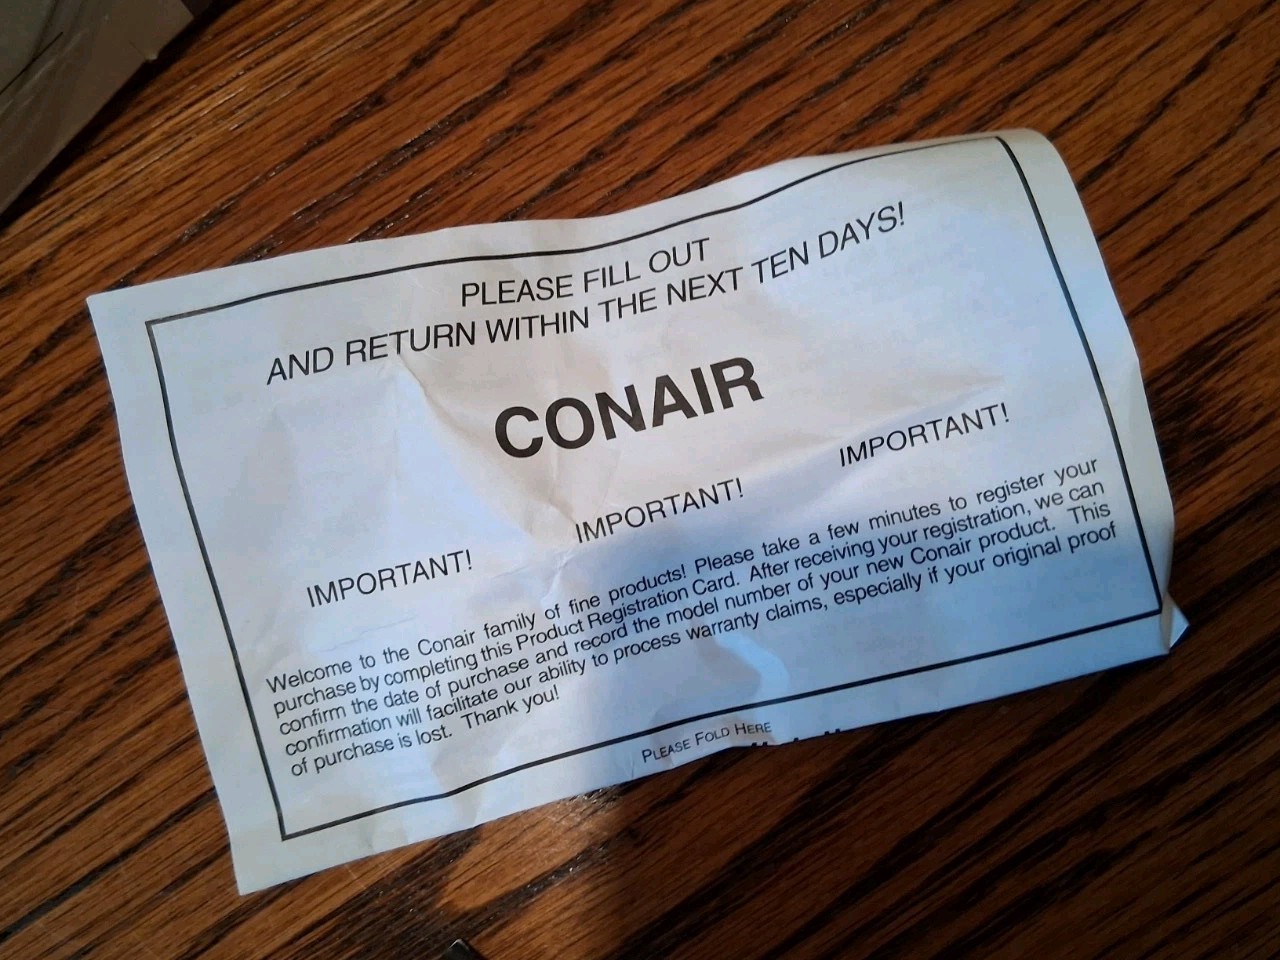 PLEASE FILL OUT
AND RETURN WITHIN THE NEXT TEN DAYS!
CONAIR
IMPORTANT! IMPORTANT! IMPORTANT!
Welcome to the Conair family of fine products! Please take a few minutes to register your
purchase by completing this Product Registration Card. After receiving your registration, we can
confirm the date of purchase and record the model number of your new Conair product. This
confirmation will facilitate our ability to process warranty claims, especially if your original proof
of purchase is lost. Thank you!
PLEASE FOLD HERE